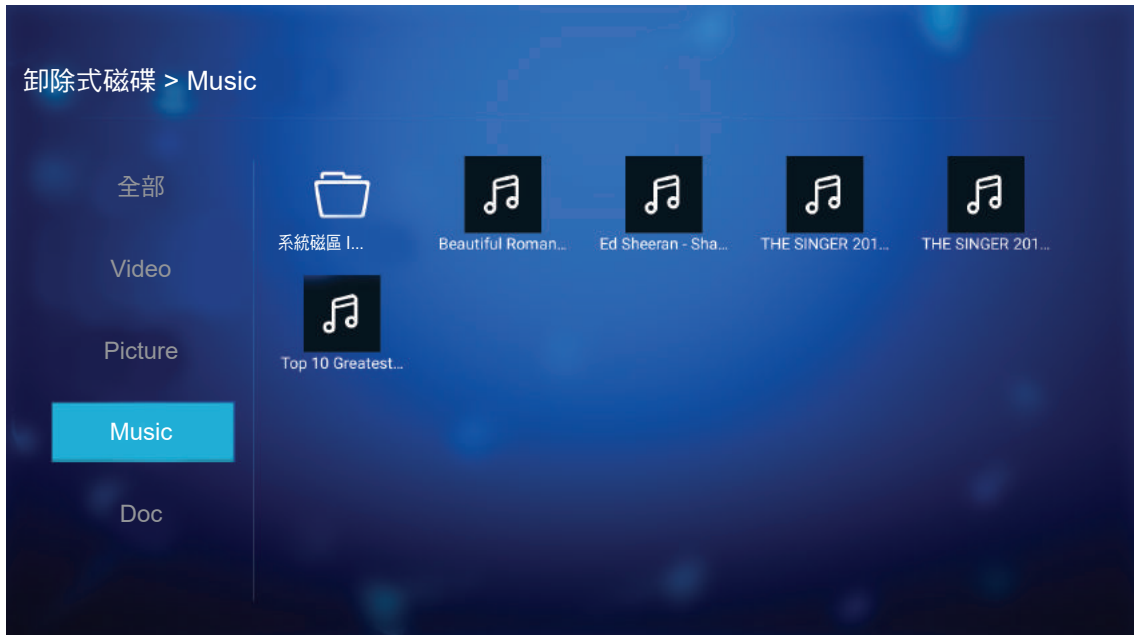 卸除式磁碟 > Music
全部
Video
Picture
Music
Doc
系統磁區 I...
Beautiful Roman...
Ed Sheeran - Sha...
THE SINGER 201...
THE SINGER 201...
Top 10 Greatest...